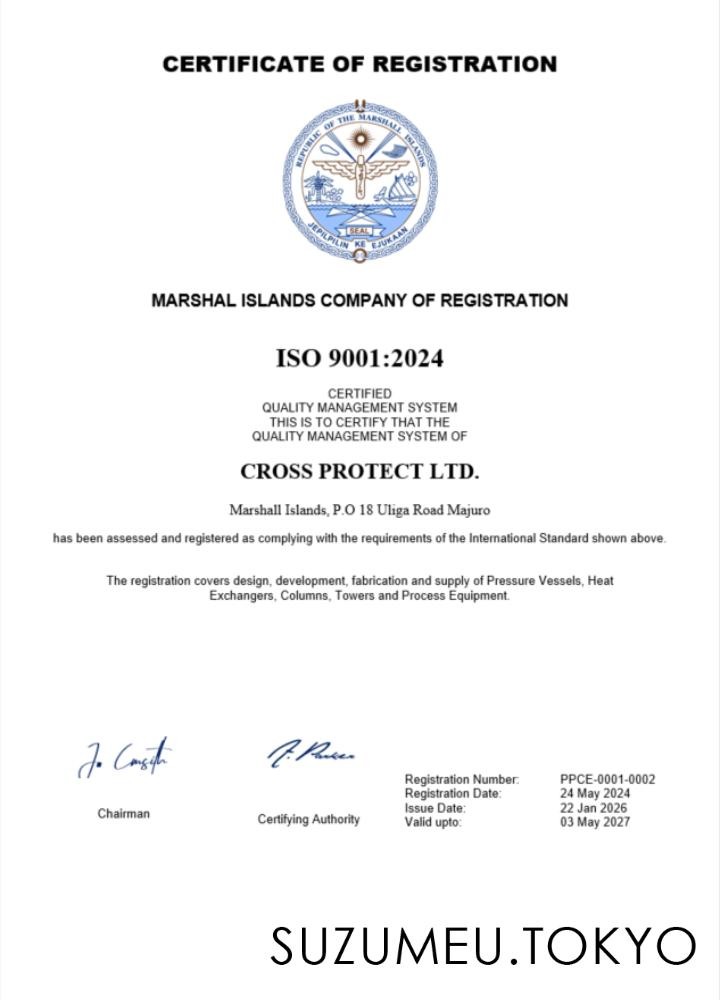 CERTIFICATE OF REGISTRATION
REPUBLIC OF THE MARSHALL ISLANDS
SEAL
JEPILPILIN KE EJUKAAN
MARSHAL ISLANDS COMPANY OF REGISTRATION
ISO 9001:2024
CERTIFIED
QUALITY MANAGEMENT SYSTEM
THIS IS TO CERTIFY THAT THE
QUALITY MANAGEMENT SYSTEM OF
CROSS PROTECT LTD.
Marshall Islands, P.O 18 Uliga Road Majuro
has been assessed and registered as complying with the requirements of the International Standard shown above.
The registration covers design, development, fabrication and supply of Pressure Vessels, Heat
Exchangers, Columns, Towers and Process Equipment.
Chairman
Certifying Authority
Registration Number: PPCE-0001-0002
Registration Date: 24 May 2024
Issue Date: 22 Jan 2026
Valid upto: 03 May 2027
SUZUMEU.TOKYO